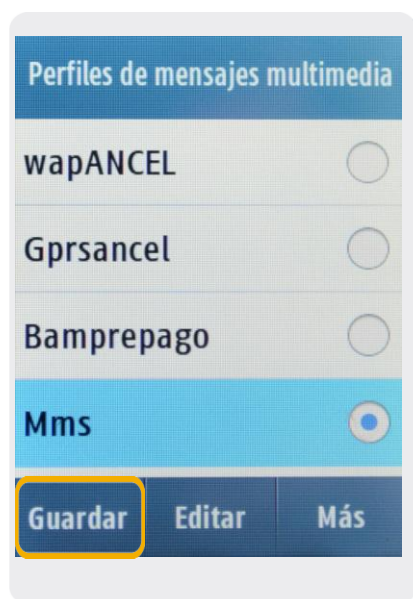 Perfiles de mensajes multimedia
wapANCEL
Gprsancel
Bamprepago
Mms
Guardar Editar Más